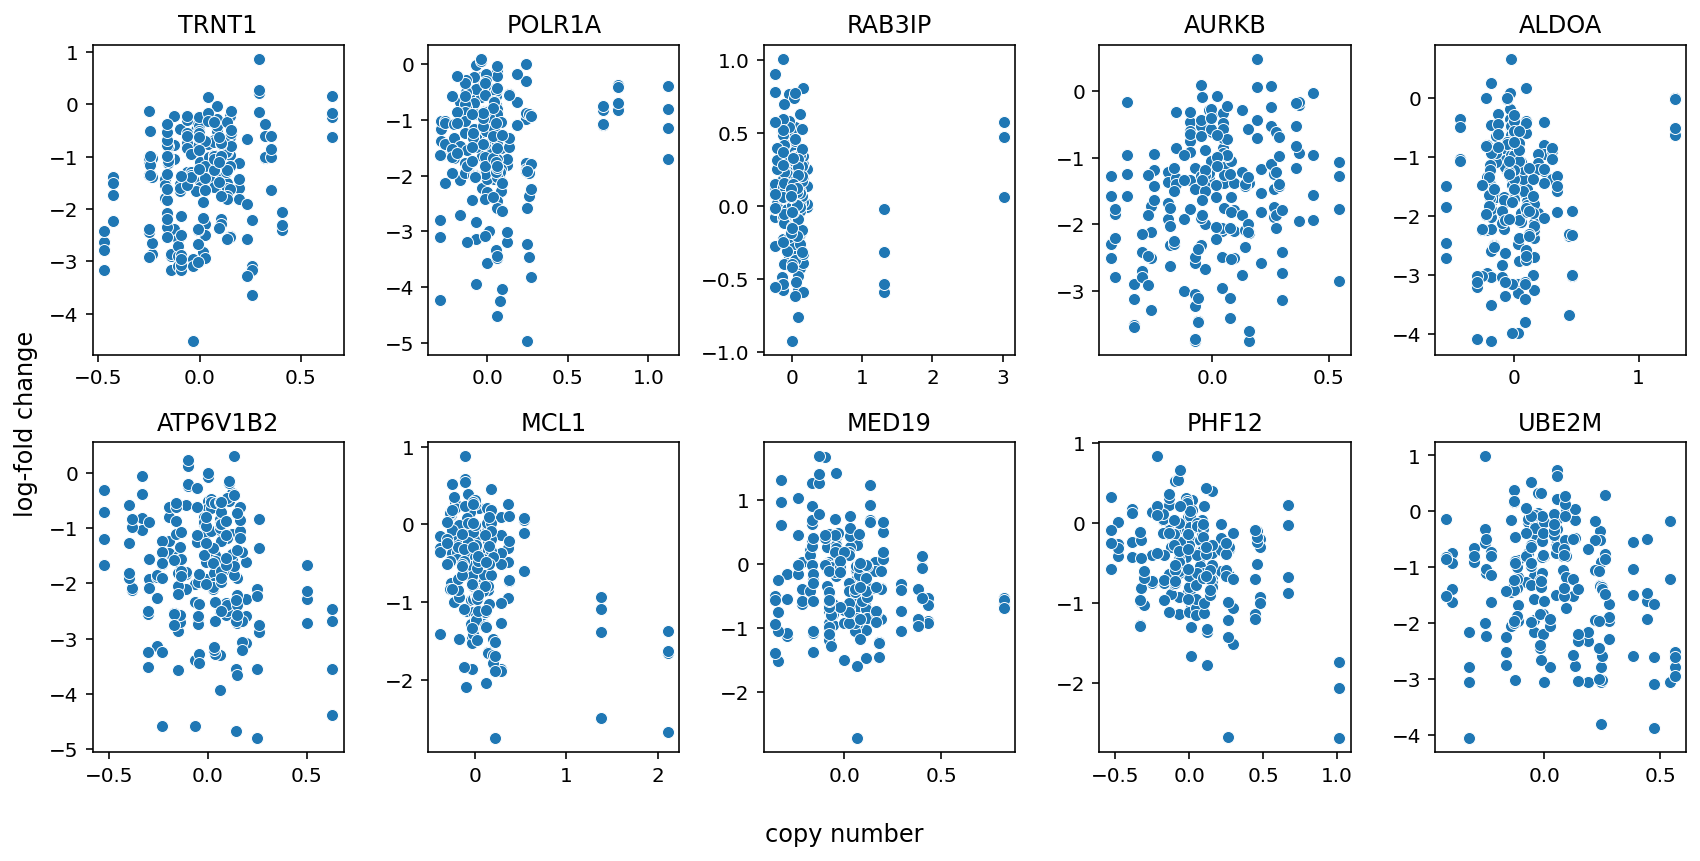 TRNT1 POLR1A RAB3IP AURKB ALDOA
1 0 −1 −2 −3 −4
−0.5 0.0 0.5
0 −1 −2 −3 −4 −5
0.0 0.5 1.0
1.0 0.5 0.0 −0.5 −1.0
0 1 2 3
0 −1 −2 −3
0.0 0.5
0 −1 −2 −3 −4
0 1
log-fold change
ATP6V1B2 MCL1 MED19 PHF12 UBE2M
0 −1 −2 −3 −4 −5
−0.5 0.0 0.5
1 0 −1 −2
0 1 2
1 0 −1 −2
0.0 0.5
1 0 −1 −2
−0.5 0.0 0.5 1.0
1 0 −1 −2 −3 −4
0.0 0.5
copy number